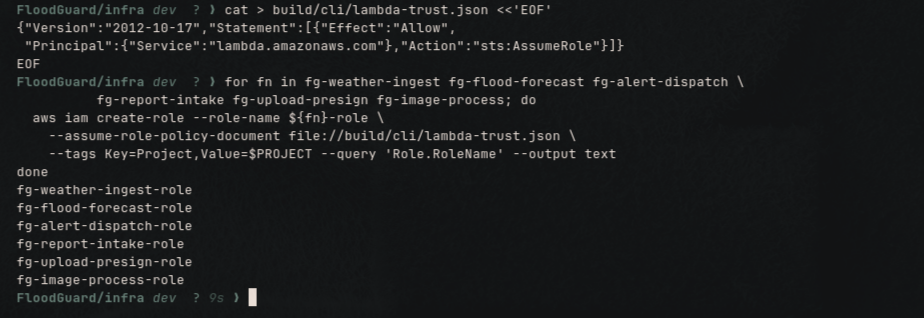 FloodGuard/infra dev  ? ❯ cat > build/cli/lambda-trust.json <<'EOF'
{"Version":"2012-10-17","Statement":[{"Effect":"Allow",
 "Principal":{"Service":"lambda.amazonaws.com"},"Action":"sts:AssumeRole"}]}
EOF
FloodGuard/infra dev  ? ❯ for fn in fg-weather-ingest fg-flood-forecast fg-alert-dispatch \
          fg-report-intake fg-upload-presign fg-image-process; do
  aws iam create-role --role-name ${fn}-role \
    --assume-role-policy-document file://build/cli/lambda-trust.json \
    --tags Key=Project,Value=$PROJECT --query 'Role.RoleName' --output text
done
fg-weather-ingest-role
fg-flood-forecast-role
fg-alert-dispatch-role
fg-report-intake-role
fg-upload-presign-role
fg-image-process-role
FloodGuard/infra dev  ? 9s ❯